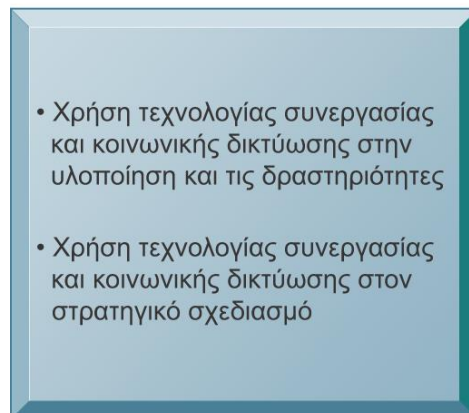 • Χρήση τεχνολογίας συνεργασίας
και κοινωνικής δικτύωσης στην
υλοποίηση και τις δραστηριότητες
• Χρήση τεχνολογίας συνεργασίας
και κοινωνικής δικτύωσης στον
στρατηγικό σχεδιασμό